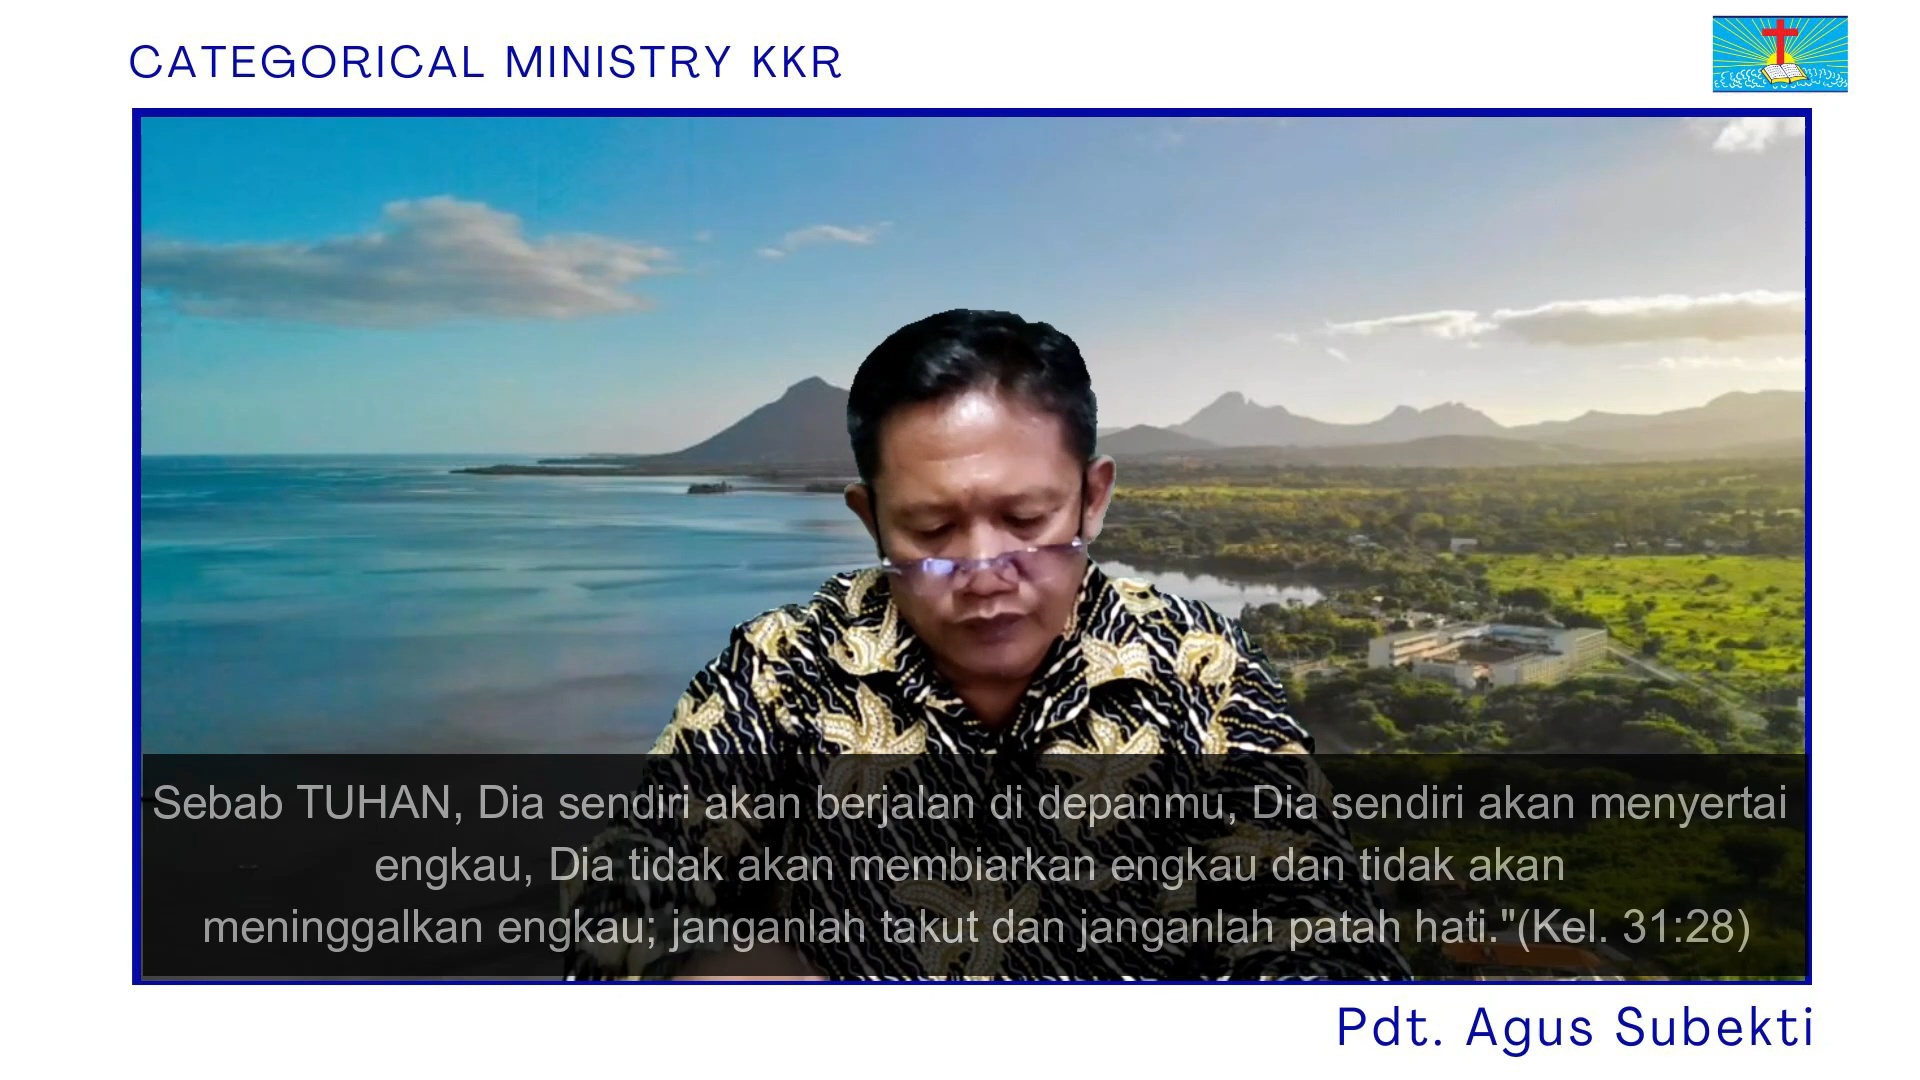 CATEGORICAL MINISTRY KKR
Sebab TUHAN, Dia sendiri akan berjalan di depanmu, Dia sendiri akan menyertai
engkau, Dia tidak akan membiarkan engkau dan tidak akan
meninggalkan engkau; janganlah takut dan janganlah patah hati."(Kel. 31:28)
Pdt. Agus Subekti